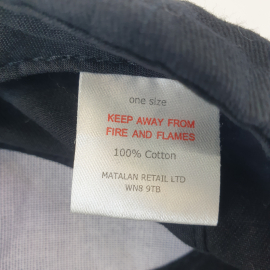 one size
KEEP AWAY FROM
FIRE AND FLAMES
100% Cotton
MATALAN RETAIL LTD
WN8 9TB